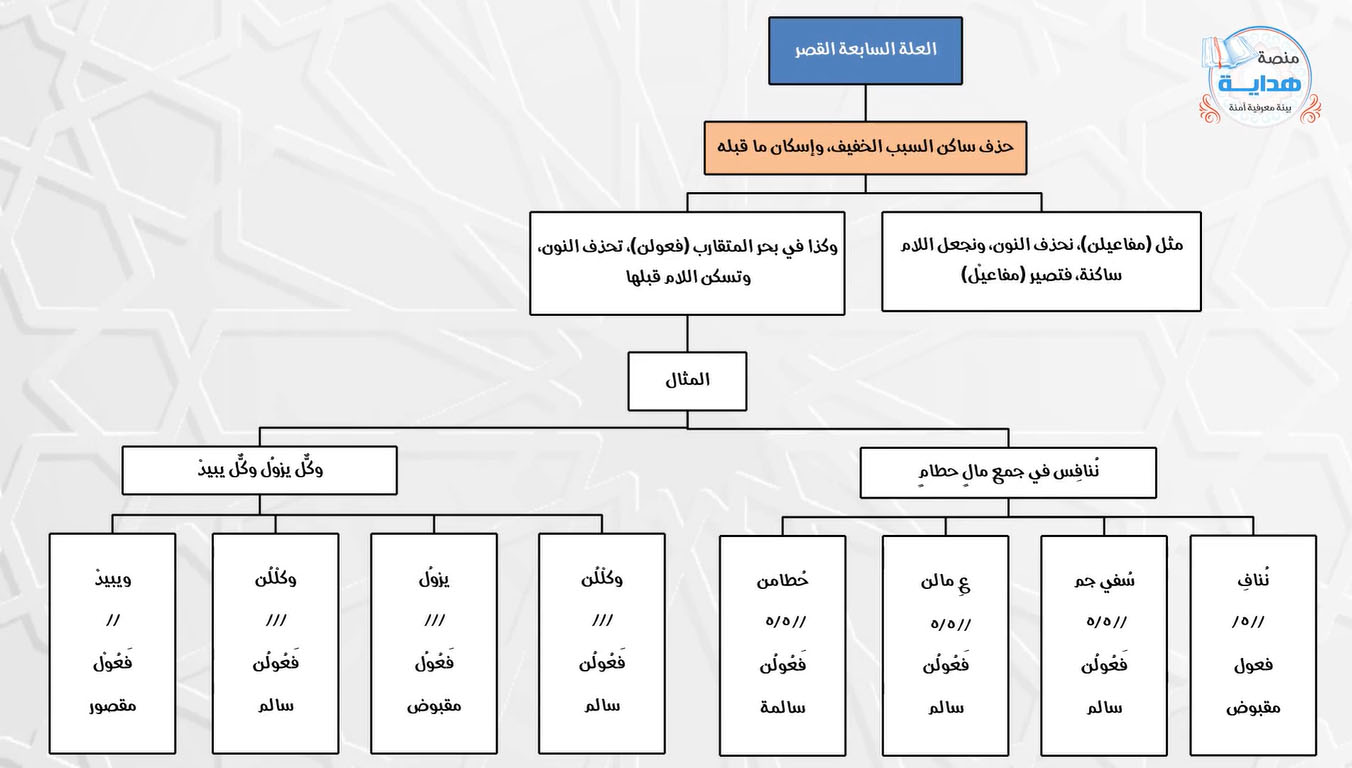 العلة السابعة القصر
منصة
هدايـــة
بيئة معرفية آمنة
حذف ساكن السبب الخفيف، وإسكان ما قبله
مثل (مفاعيلن)، نحذف النون، ونجعل اللام
ساكنة، فتصير (مفاعيلْ)
وكذا في بحر المتقارب (فعولن)، تحذف النون،
وتسكن اللام قبلها
المثال
نُنافِس في جمع مالٍ حطامٍ
نُنافِ
//٥/
فعول
مقبوض
سُفي جم
//٥/٥
فَعُولُن
سالم
عِ مالن
//٥/٥
فَعُولُن
سالم
حُطامن
//٥/٥
فَعُولُن
سالمة
وكلٌّ يزولُ وكلٌّ يبيدْ
وكلْلُن
///
فَعُولُن
سالم
يزولُ
///
فَعُولُ
مقبوض
وكلْلُن
///
فَعُولُن
سالم
ويبيدْ
//
فَعُولْ
مقصور